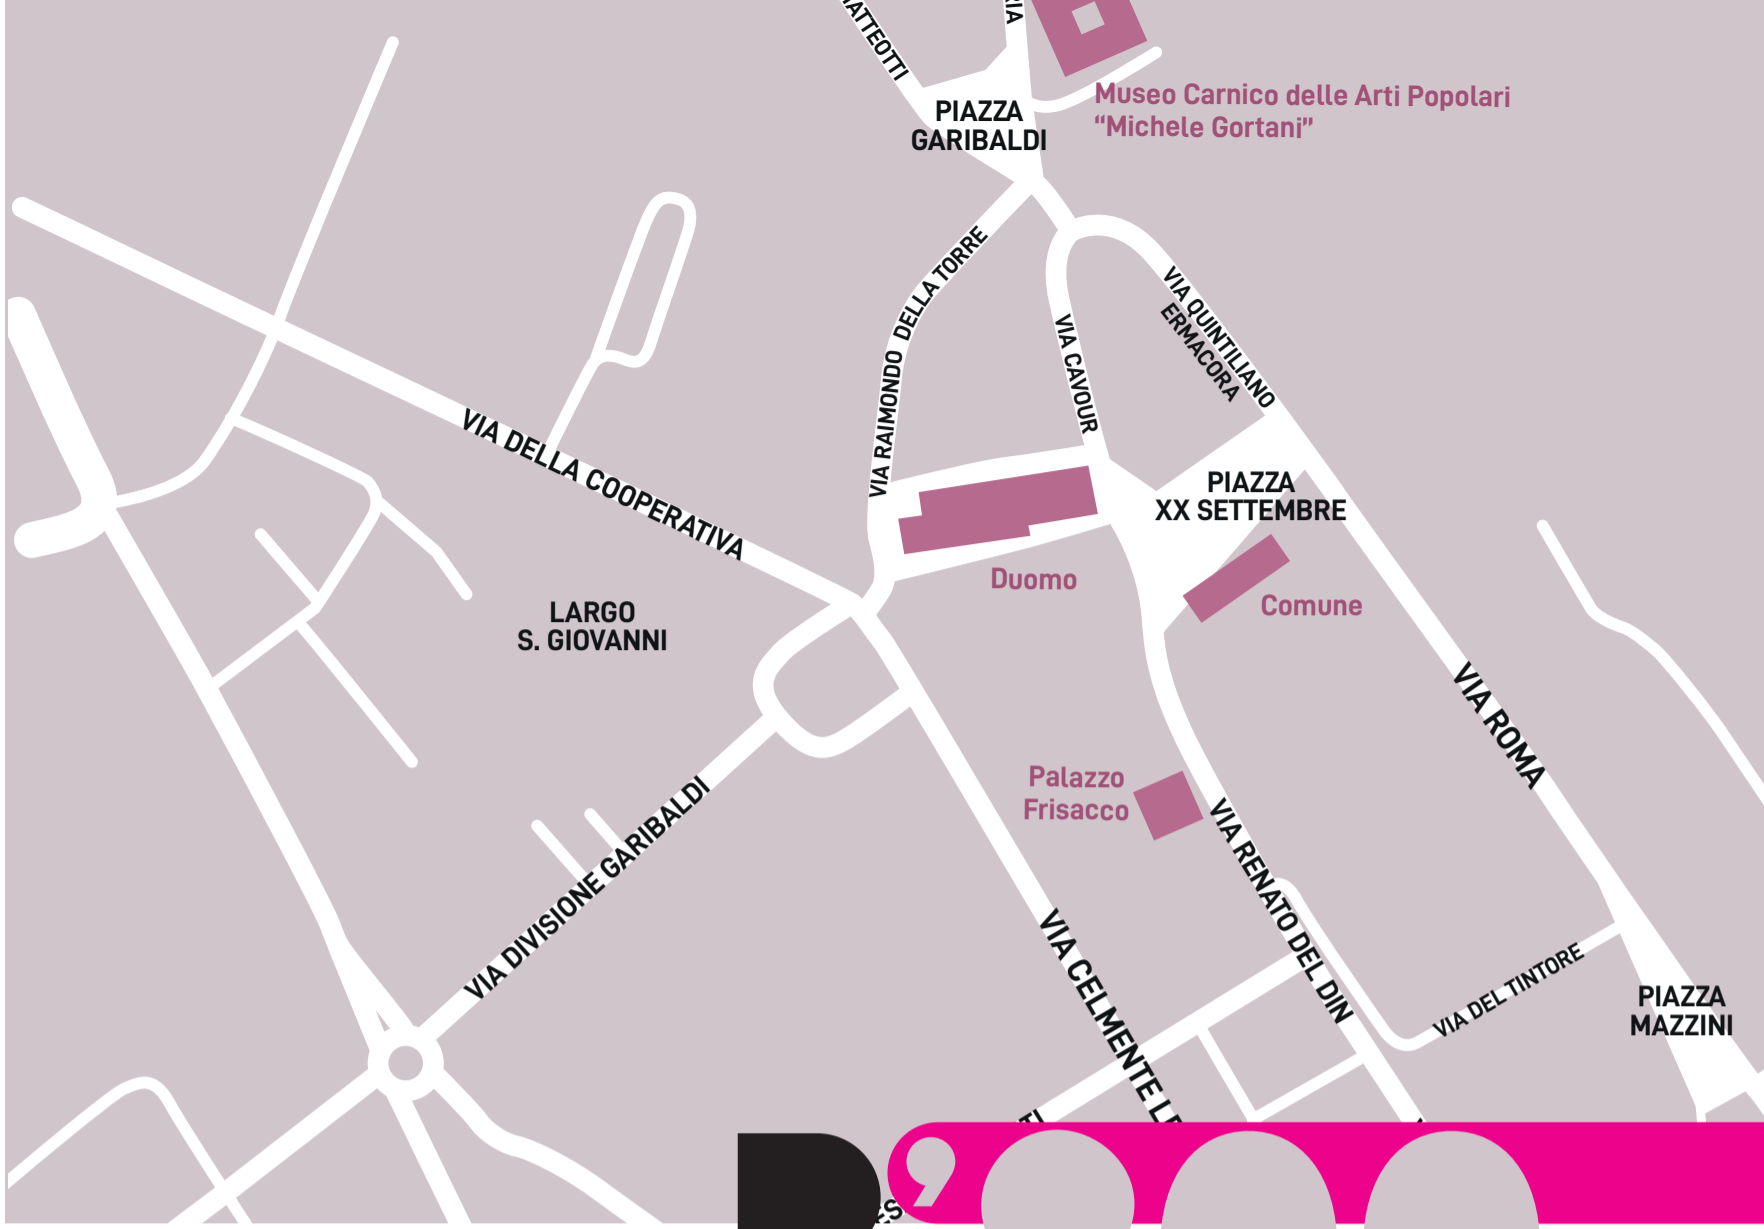 MATTEOTTI
PIAZZA
GARIBALDI
Museo Carnico delle Arti Popolari
“Michele Gortani”
VIA RAIMONDO DELLA TORRE
VIA CAVOUR
VIA QUINTILIANO
ERMACORA
VIA DELLA COOPERATIVA
PIAZZA
XX SETTEMBRE
Duomo
Comune
LARGO
S. GIOVANNI
VIA ROMA
Palazzo
Frisacco
VIA DIVISIONE GARIBALDI
VIA RENATO DEL DIN
VIA CELMENTE
VIA DEL TINTORE
PIAZZA
MAZZINI